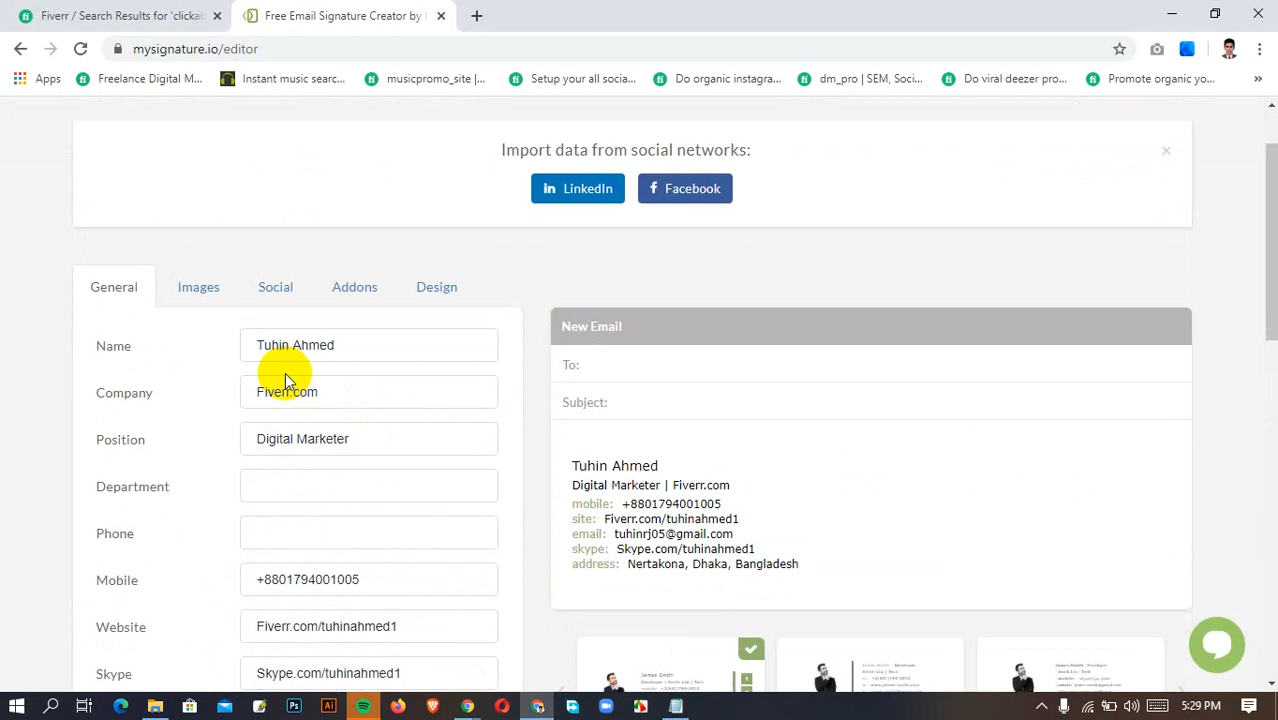 Fiverr / Search Results for 'clickab
Free Email Signature Creator by
mysignature.io/editor
Apps
Freelance Digital M...
Instant music searc...
musicpromo_site |...
Setup your all socia...
Do organic instagra...
dm_pro | SEM, Soci...
Do viral deezer pro...
Promote organic yo...
Import data from social networks:
LinkedIn
Facebook
General
Images
Social
Addons
Design
Name
Tuhin Ahmed
Company
Fiverr.com
Position
Digital Marketer
Department
Phone
Mobile
+8801794001005
Website
Fiverr.com/tuhinahmed1
Skype
Skype.com/tuhinahmed1
New Email
To:
Subject:
Tuhin Ahmed
Digital Marketer | Fiverr.com
mobile: +8801794001005
site: Fiverr.com/tuhinahmed1
email: tuhinrj05@gmail.com
skype: Skype.com/tuhinahmed1
address: Nertakona, Dhaka, Bangladesh
James Smith
5:29 PM